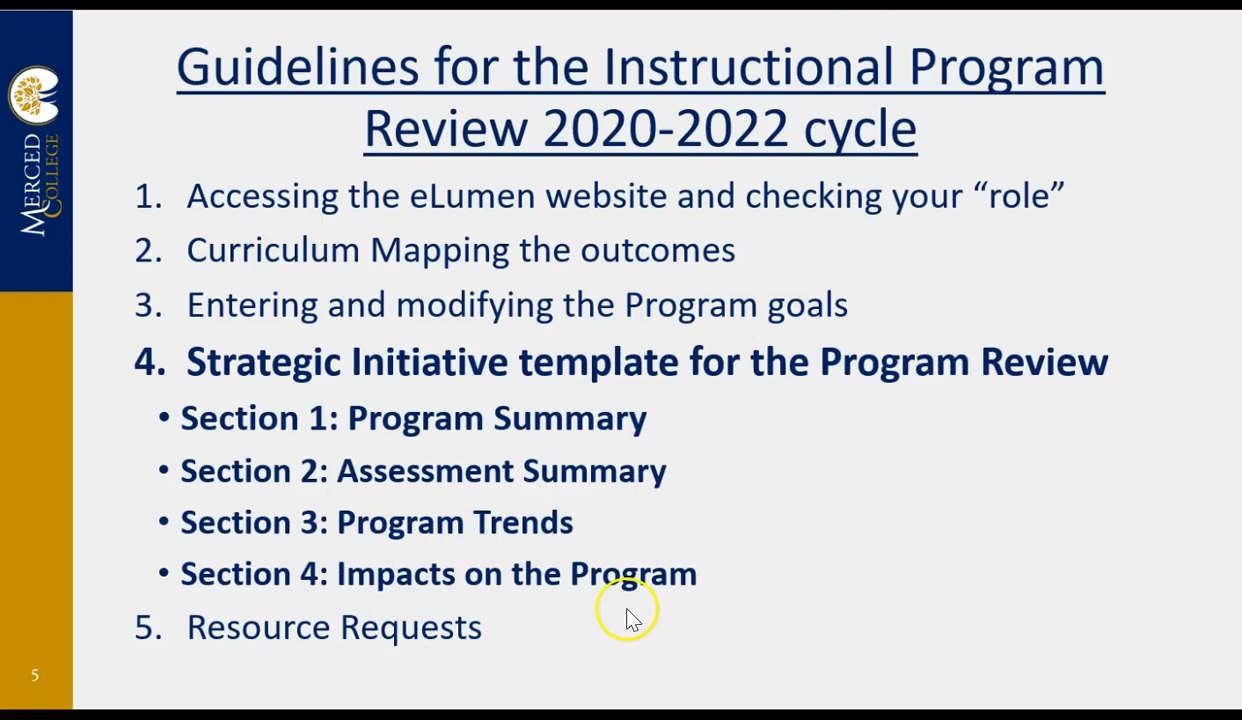 Guidelines for the Instructional Program
Review 2020-2022 cycle
MERCED
COLLEGE
1. Accessing the eLumen website and checking your “role”
2. Curriculum Mapping the outcomes
3. Entering and modifying the Program goals
4. Strategic Initiative template for the Program Review
• Section 1: Program Summary
• Section 2: Assessment Summary
• Section 3: Program Trends
• Section 4: Impacts on the Program
5. Resource Requests
5